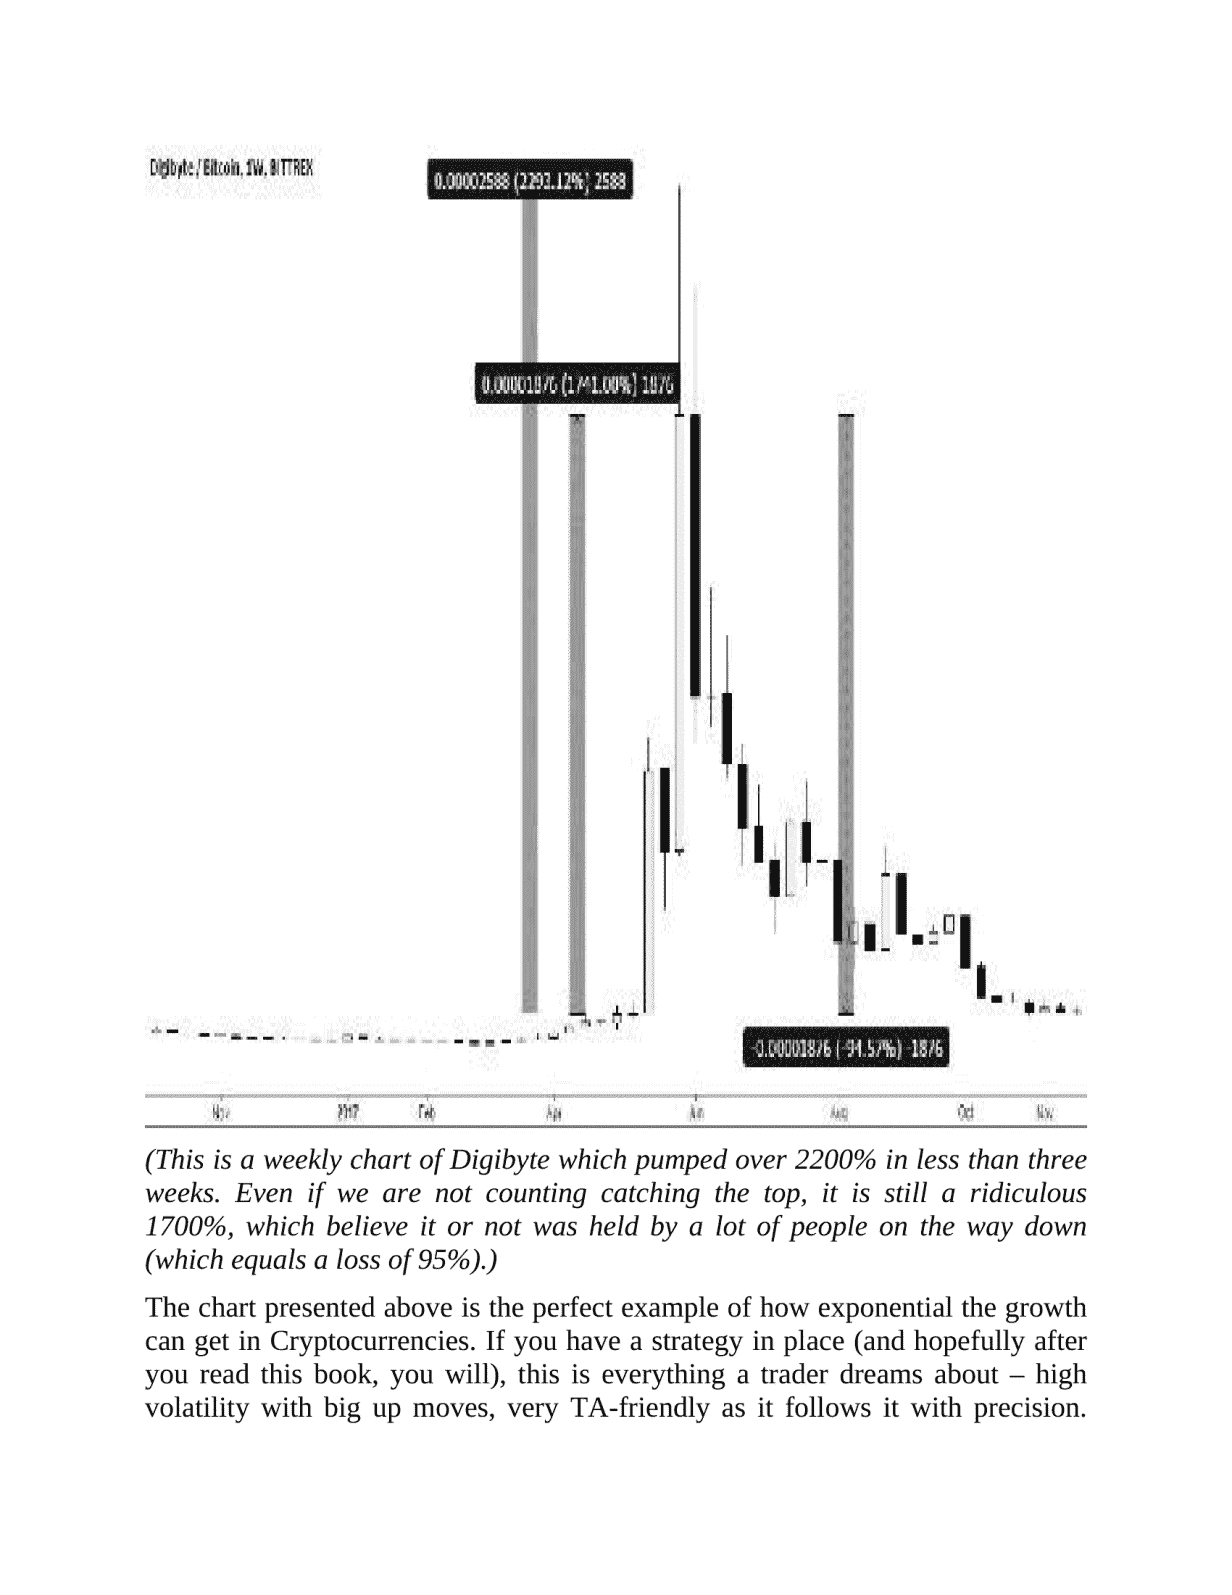 Digibyte / Bitcoin, 1W, BITTREX
0.00002588 (2292.12%) 2588
0.00001876 (1741.00%) 1876
-0.00001876 (-94.57%) -1876
Nov 2017 Feb Apr Jun Aug Oct Nov
(This is a weekly chart of Digibyte which pumped over 2200% in less than three
weeks. Even if we are not counting catching the top, it is still a ridiculous
1700%, which believe it or not was held by a lot of people on the way down
(which equals a loss of 95%).)
The chart presented above is the perfect example of how exponential the growth
can get in Cryptocurrencies. If you have a strategy in place (and hopefully after
you read this book, you will), this is everything a trader dreams about – high
volatility with big up moves, very TA-friendly as it follows it with precision.